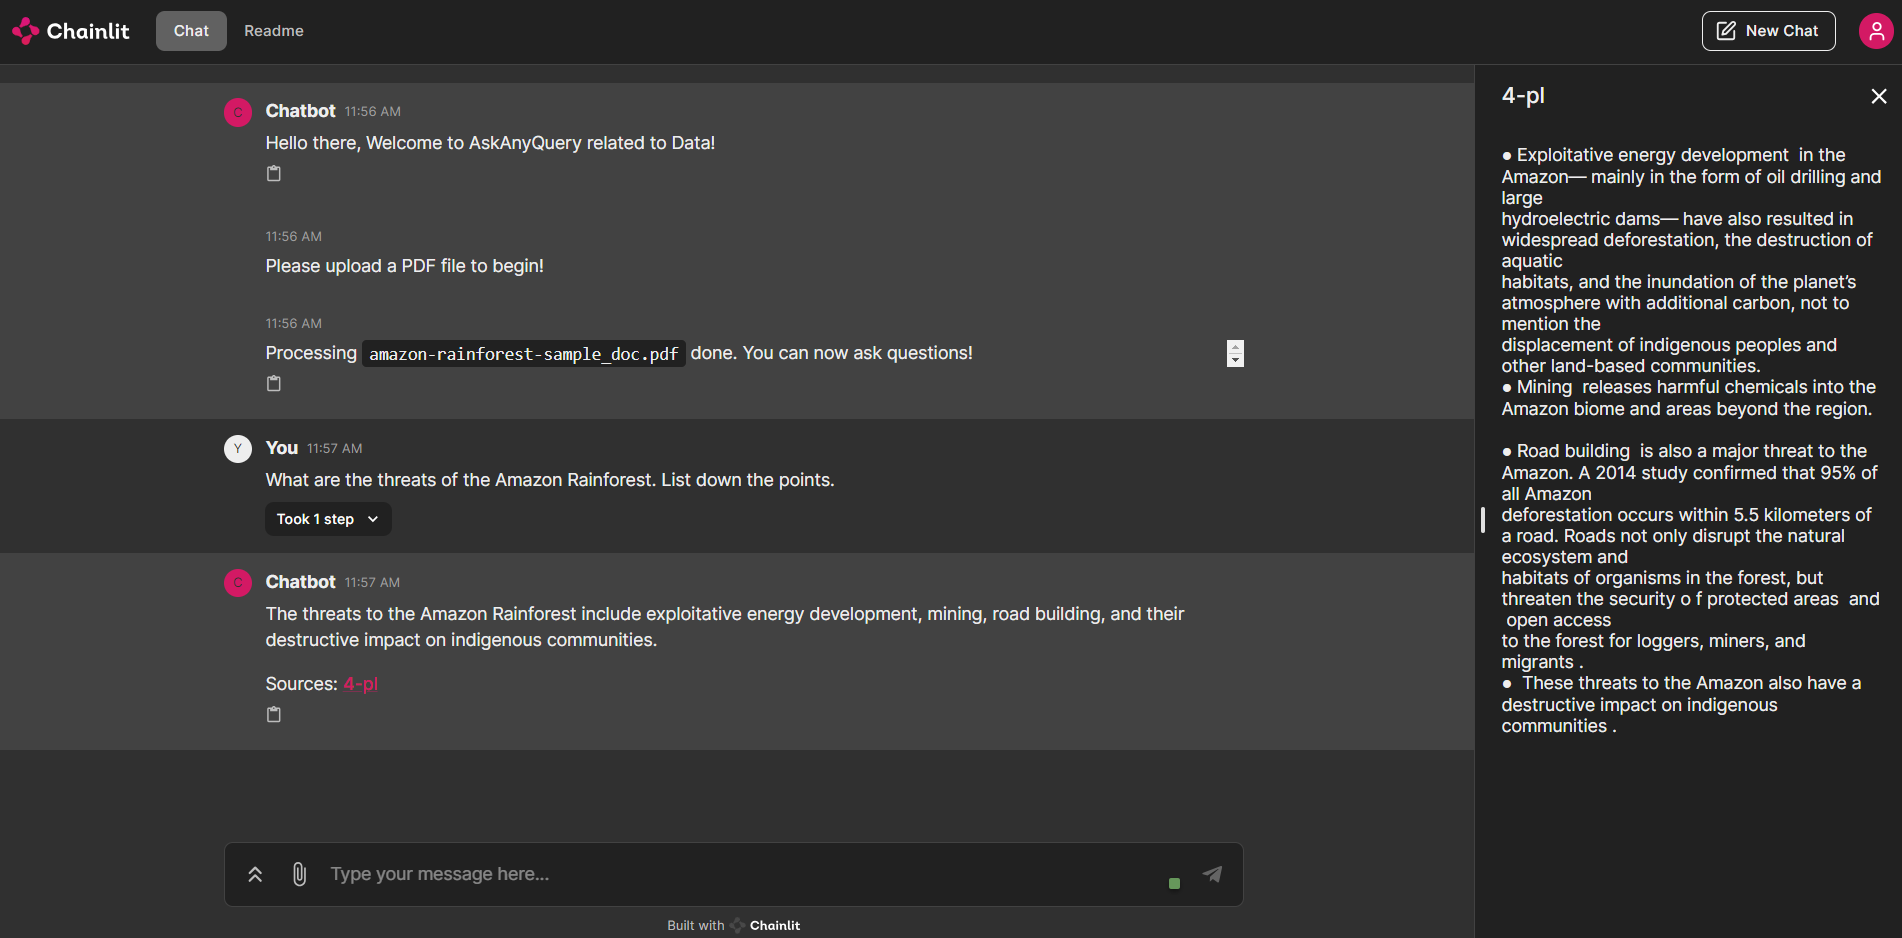 Chainlit
Chat
Readme
New Chat
C
Chatbot 11:56 AM
Hello there, Welcome to AskAnyQuery related to Data!
11:56 AM
Please upload a PDF file to begin!
11:56 AM
Processing amazon-rainforest-sample_doc.pdf done. You can now ask questions!
Y
You 11:57 AM
What are the threats of the Amazon Rainforest. List down the points.
Took 1 step
C
Chatbot 11:57 AM
The threats to the Amazon Rainforest include exploitative energy development, mining, road building, and their
destructive impact on indigenous communities.
Sources: 4-pl
Type your message here...
Built with Chainlit
4-pl
● Exploitative energy development  in the
Amazon— mainly in the form of oil drilling and
large
hydroelectric dams— have also resulted in
widespread deforestation, the destruction of
aquatic
habitats, and the inundation of the planet’s
atmosphere with additional carbon, not to
mention the
displacement of indigenous peoples and
other land-based communities.
● Mining  releases harmful chemicals into the
Amazon biome and areas beyond the region.
● Road building  is also a major threat to the
Amazon. A 2014 study confirmed that 95% of
all Amazon
deforestation occurs within 5.5 kilometers of
a road. Roads not only disrupt the natural
ecosystem and
habitats of organisms in the forest, but
threaten the security o f protected areas  and
open access
to the forest for loggers, miners, and
migrants .
●  These threats to the Amazon also have a
destructive impact on indigenous
communities .